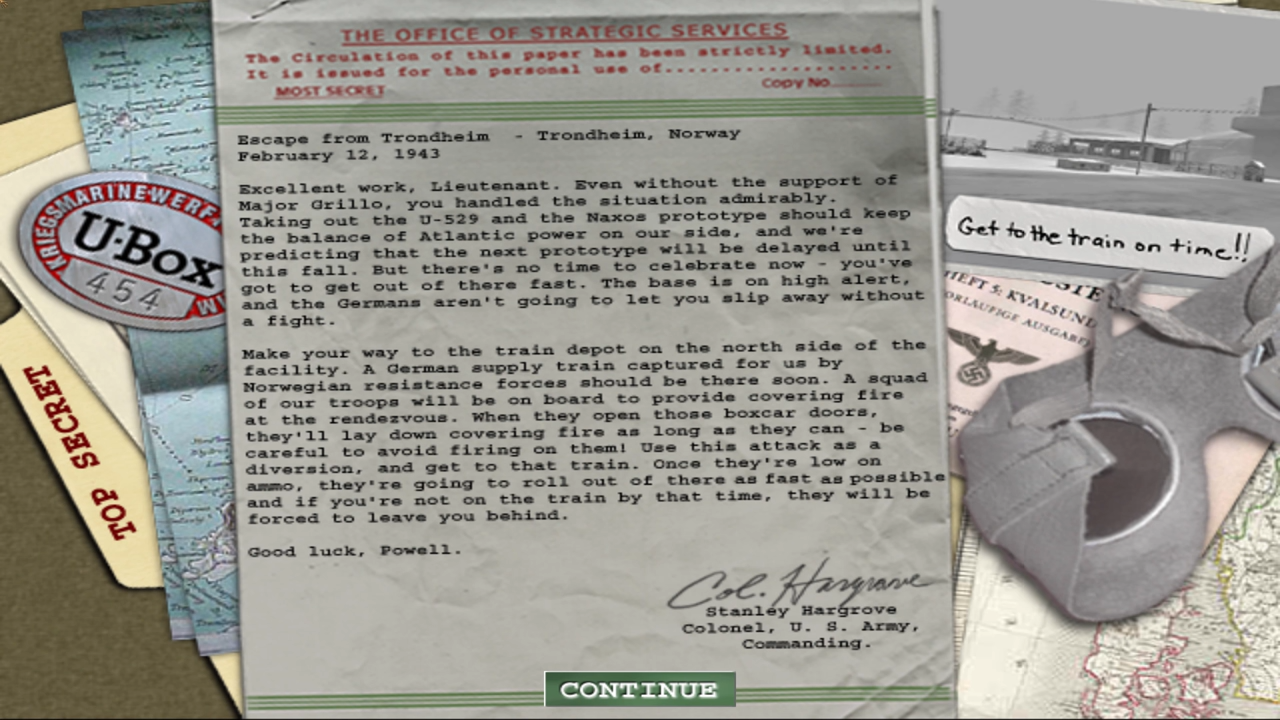 THE OFFICE OF STRATEGIC SERVICES
The Circulation of this paper has been strictly limited.
It is issued for the personal use of....................
MOST SECRET
Copy No.........
Escape from Trondheim - Trondheim, Norway
February 12, 1943
Excellent work, Lieutenant. Even without the support of
Major Grillo, you handled the situation admirably.
Taking out the U-529 and the Naxos prototype should keep
the balance of Atlantic power on our side, and we're
predicting that the next prototype will be delayed until
this fall. But there's no time to celebrate now - you've
got to get out of there fast. The base is on high alert,
and the Germans aren't going to let you slip away without
a fight.
Make your way to the train depot on the north side of the
facility. A German supply train captured for us by
Norwegian resistance forces should be there soon. A squad
of our troops will be on board to provide covering fire
at the rendezvous. When they open those boxcar doors,
they'll lay down covering fire as long as they can - be
careful to avoid firing on them! Use this attack as a
diversion, and get to that train. Once they're low on
ammo, they're going to roll out of there as fast as possible
and if you're not on the train by that time, they will be
forced to leave you behind.
Good luck, Powell.
Col. Hargrave
Stanley Hargrove
Colonel, U. S. Army,
Commanding.
CONTINUE
KRIEGSMARINEWERF
U-Box
454
TOP SECRET
Get to the train on time!!
HEFT 5: KVALSUND
ORLÄUFIGE AUSGABE